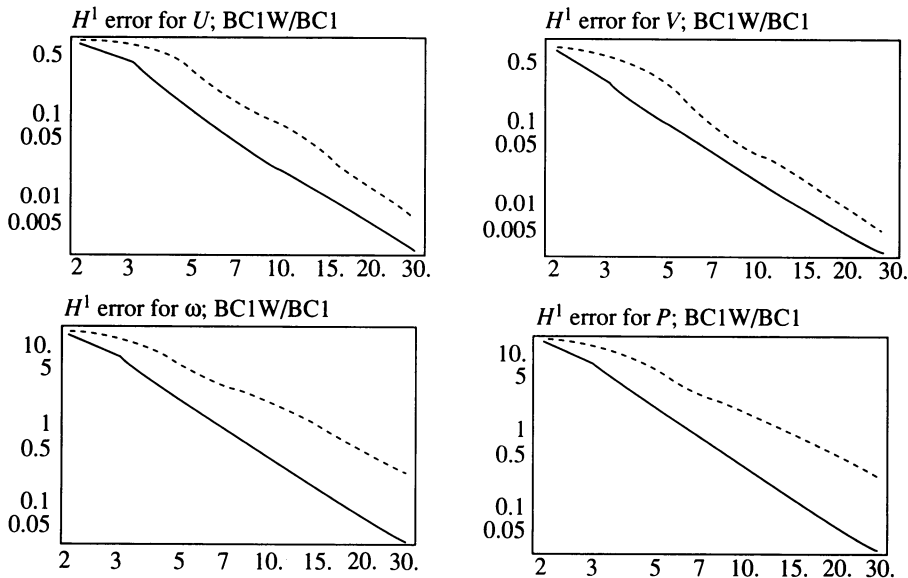 H¹ error for U; BC1W/BC1
0.5
0.1
0.05
0.01
0.005
2 3 5 7 10. 15. 20. 30.
H¹ error for V; BC1W/BC1
0.5
0.1
0.05
0.01
0.005
2 3 5 7 10. 15. 20. 30.
H¹ error for ω; BC1W/BC1
10.
5
1
0.5
0.1
0.05
2 3 5 7 10. 15. 20. 30.
H¹ error for P; BC1W/BC1
10.
5
1
0.5
0.1
0.05
2 3 5 7 10. 15. 20. 30.